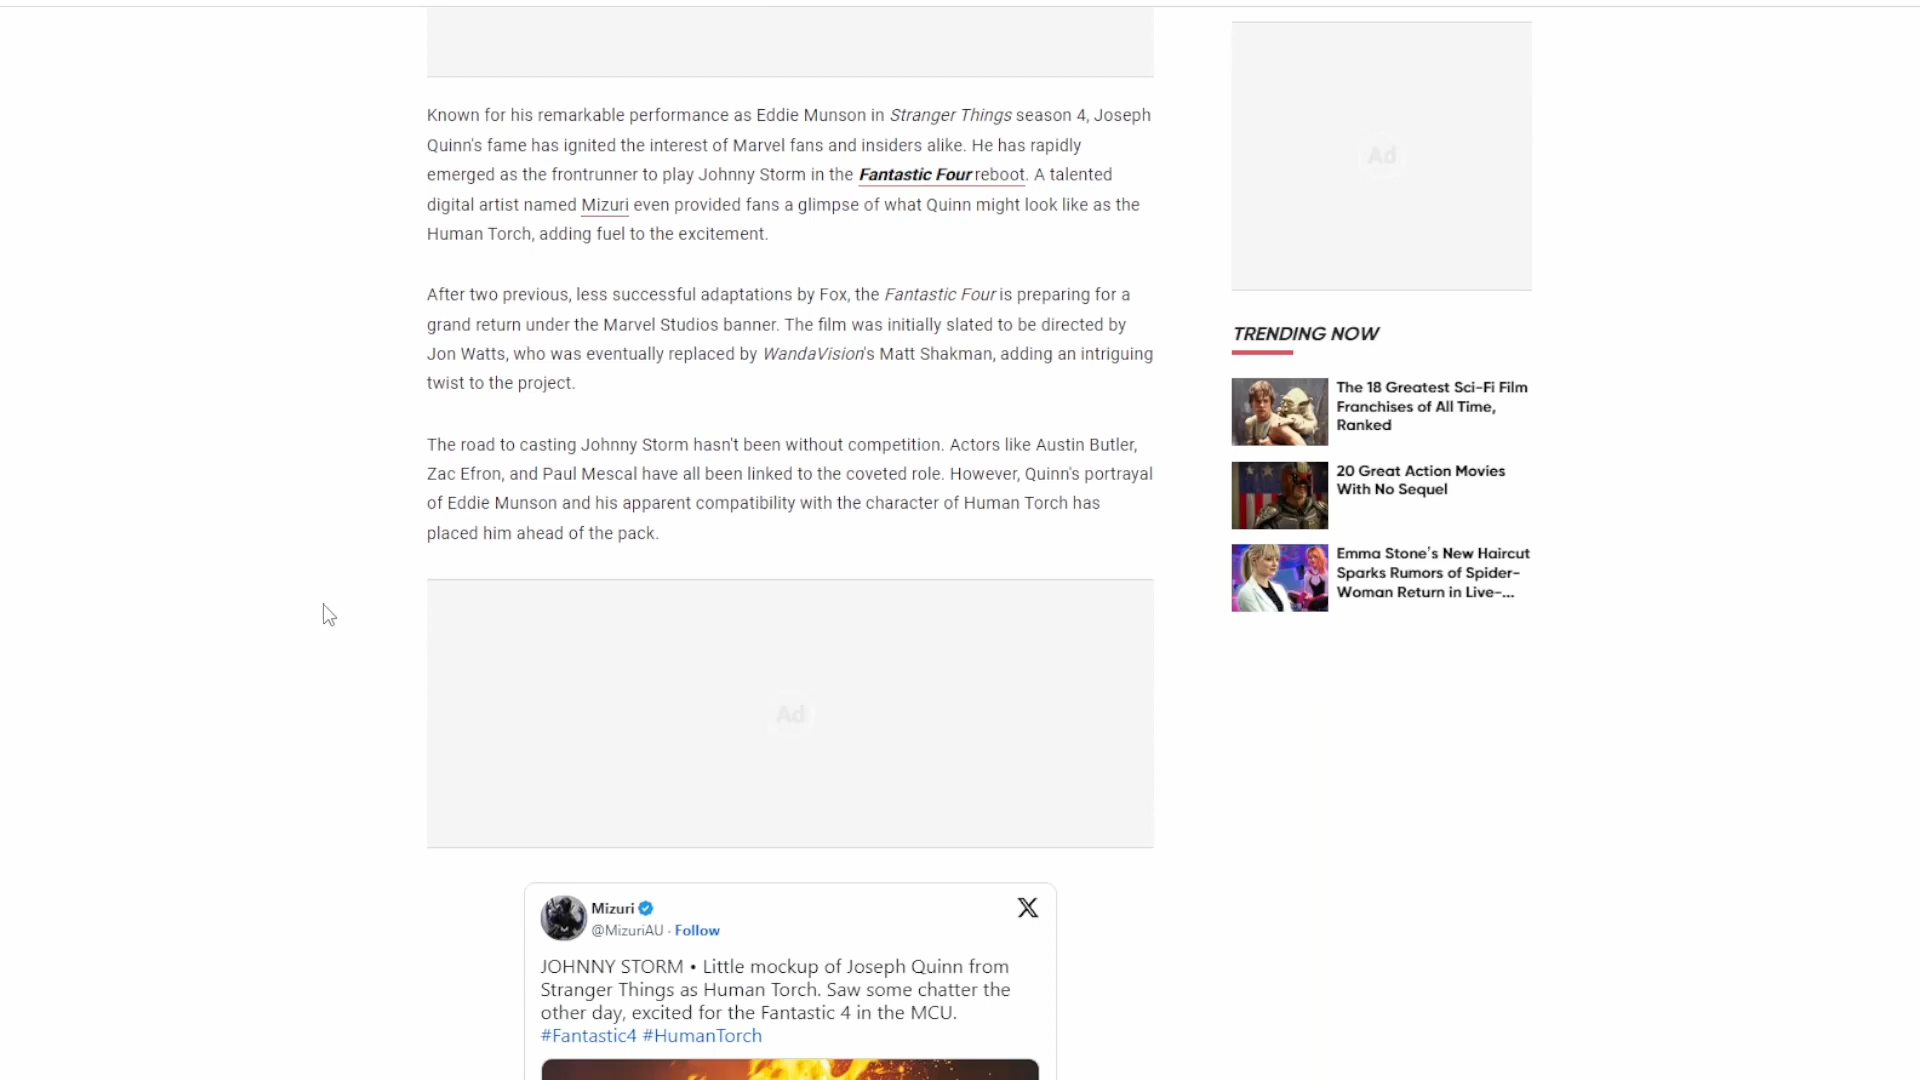 Known for his remarkable performance as Eddie Munson in Stranger Things season 4, Joseph
Quinn's fame has ignited the interest of Marvel fans and insiders alike. He has rapidly
emerged as the frontrunner to play Johnny Storm in the Fantastic Four reboot. A talented
digital artist named Mizuri even provided fans a glimpse of what Quinn might look like as the
Human Torch, adding fuel to the excitement.
After two previous, less successful adaptations by Fox, the Fantastic Four is preparing for a
grand return under the Marvel Studios banner. The film was initially slated to be directed by
Jon Watts, who was eventually replaced by WandaVision's Matt Shakman, adding an intriguing
twist to the project.
The road to casting Johnny Storm hasn't been without competition. Actors like Austin Butler,
Zac Efron, and Paul Mescal have all been linked to the coveted role. However, Quinn's portrayal
of Eddie Munson and his apparent compatibility with the character of Human Torch has
placed him ahead of the pack.
Ad
Mizuri
@MizuriAU · Follow
JOHNNY STORM • Little mockup of Joseph Quinn from
Stranger Things as Human Torch. Saw some chatter the
other day, excited for the Fantastic 4 in the MCU.
#Fantastic4 #HumanTorch
Ad
TRENDING NOW
The 18 Greatest Sci-Fi Film
Franchises of All Time,
Ranked
20 Great Action Movies
With No Sequel
Emma Stone's New Haircut
Sparks Rumors of Spider-
Woman Return in Live-...